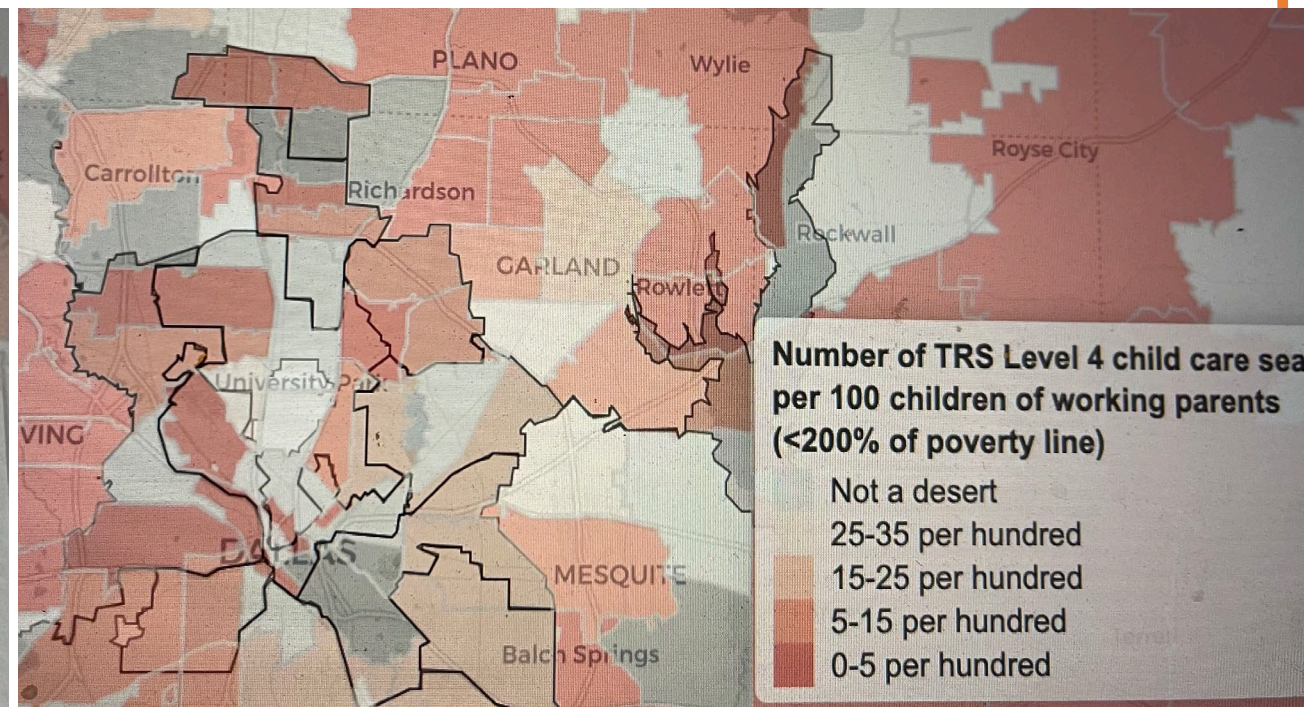 PLANO
Wylie
Royse City
Carrollton
Richardson
Rockwall
GARLAND
Rowlett
University Park
VING
DALLAS
MESQUITE
Balch Springs
Terrell
Number of TRS Level 4 child care sea
per 100 children of working parents
(<200% of poverty line)
Not a desert
25-35 per hundred
15-25 per hundred
5-15 per hundred
0-5 per hundred